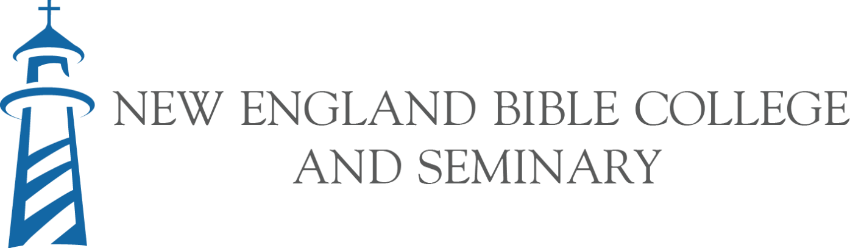 NEW ENGLAND BIBLE COLLEGE
AND SEMINARY